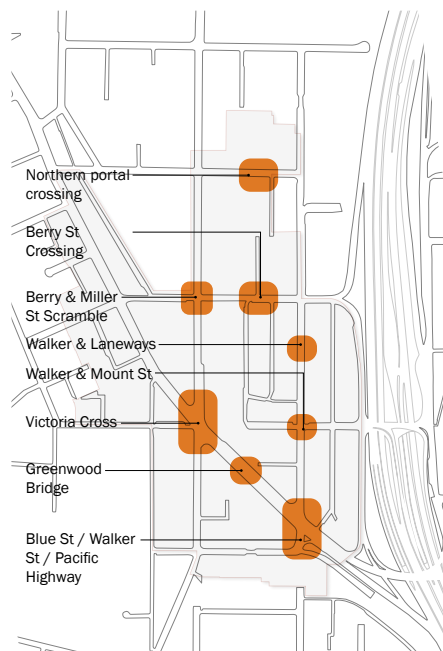 Northern portal
crossing
Berry St
Crossing
Berry & Miller
St Scramble
Walker & Laneways
Walker & Mount St
Victoria Cross
Greenwood
Bridge
Blue St / Walker
St / Pacific
Highway